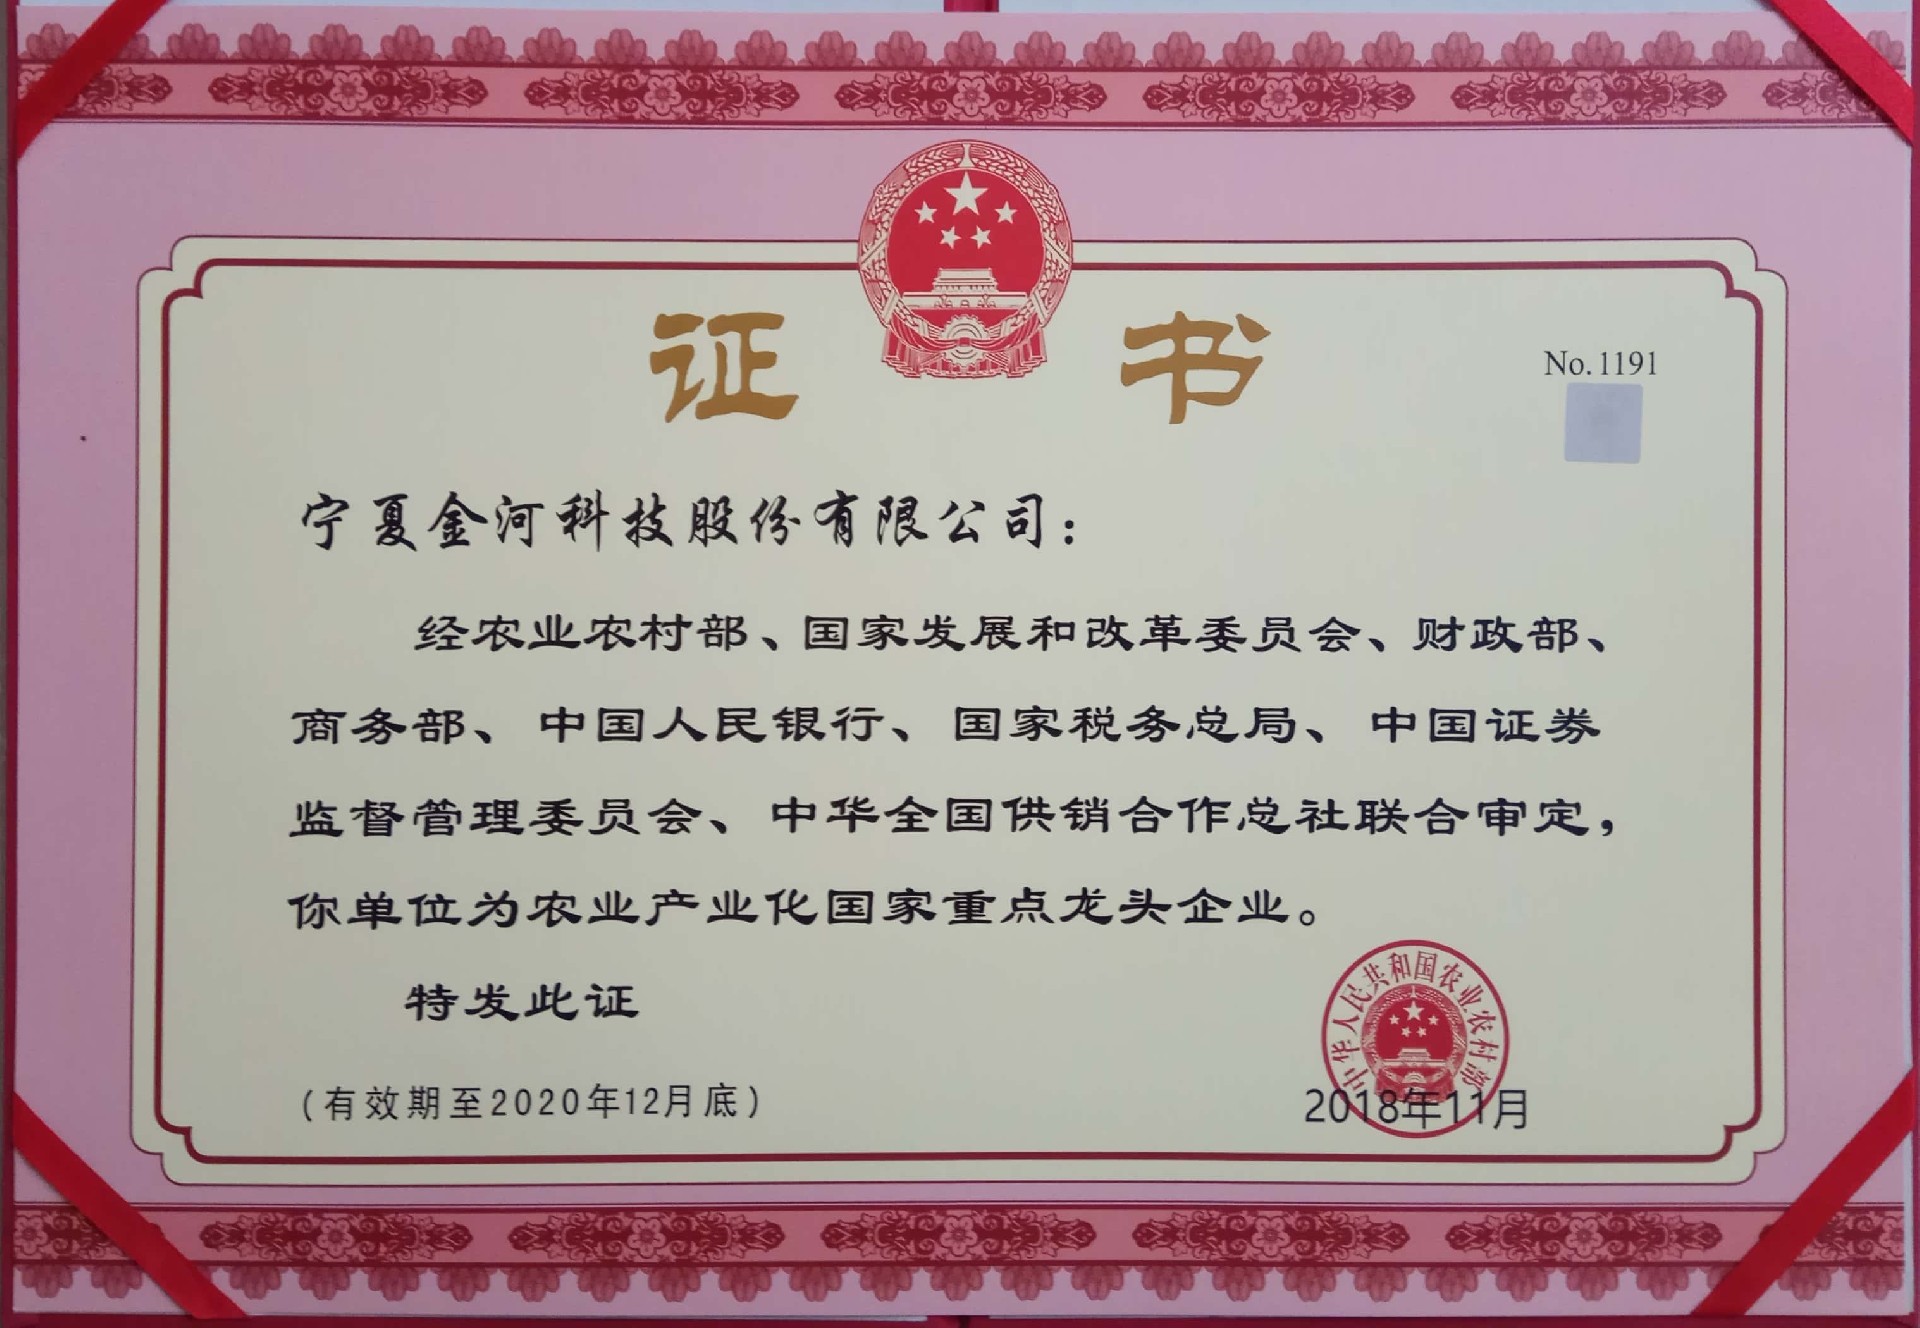 证书
No.1191
宁夏金河科技股份有限公司：
经农业农村部、国家发展和改革委员会、财政部、
商务部、中国人民银行、国家税务总局、中国证券
监督管理委员会、中华全国供销合作总社联合审定，
你单位为农业产业化国家重点龙头企业。
特发此证
中华人民共和国农业农村部
（有效期至2020年12月底）
2018年11月